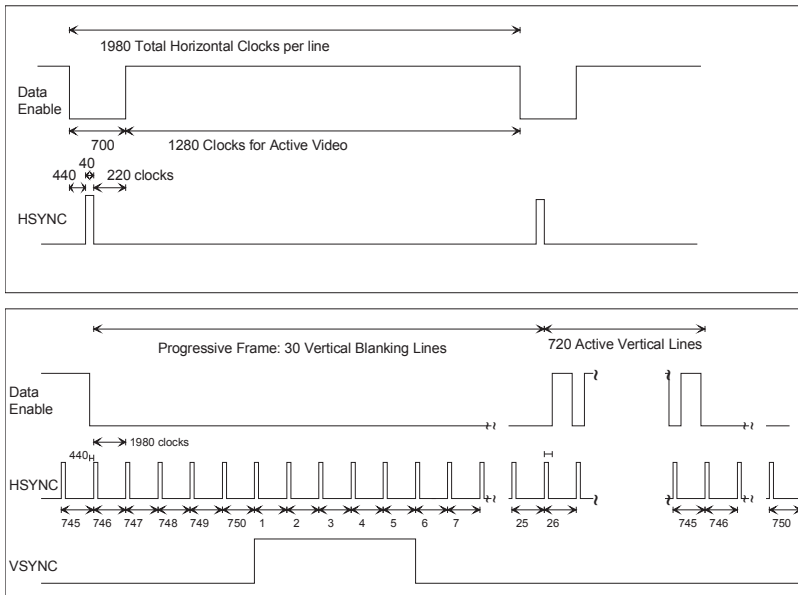 1980 Total Horizontal Clocks per line
Data
Enable
700
1280 Clocks for Active Video
40
440
220 clocks
HSYNC
Progressive Frame: 30 Vertical Blanking Lines
720 Active Vertical Lines
Data
Enable
440
1980 clocks
HSYNC
745 746 747 748 749 750 1 2 3 4 5 6 7 25 26 745 746 750
VSYNC